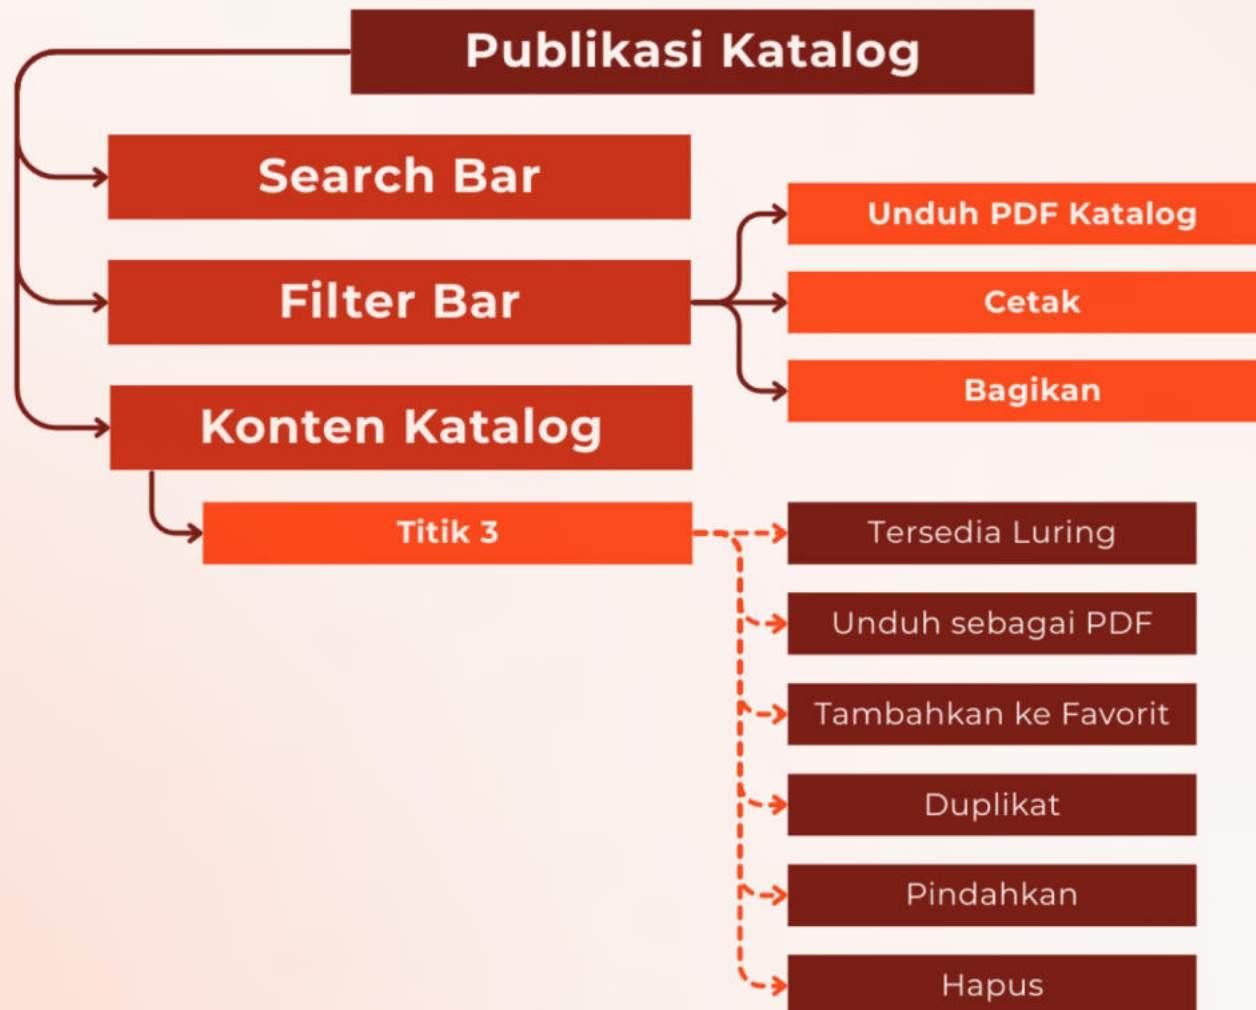 Publikasi Katalog
Search Bar
Filter Bar
Unduh PDF Katalog
Cetak
Bagikan
Konten Katalog
Titik 3
Tersedia Luring
Unduh sebagai PDF
Tambahkan ke Favorit
Duplikat
Pindahkan
Hapus